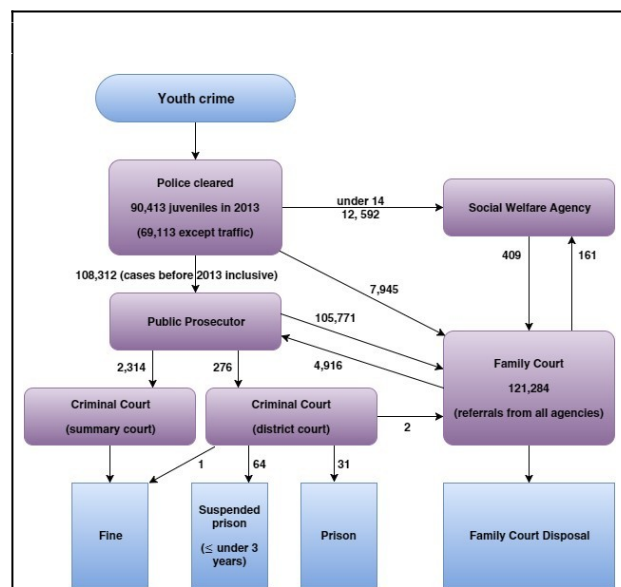 Youth crime
Police cleared
90,413 juveniles in 2013
(69,113 except traffic)
under 14
12, 592
Social Welfare Agency
108,312 (cases before 2013 inclusive)
7,945
409
161
Public Prosecutor
105,771
4,916
Family Court
121,284
(referrals from all agencies)
2,314
276
Criminal Court
(summary court)
Criminal Court
(district court)
2
1
64
31
Fine
Suspended
prison
(≤ under 3
years)
Prison
Family Court Disposal